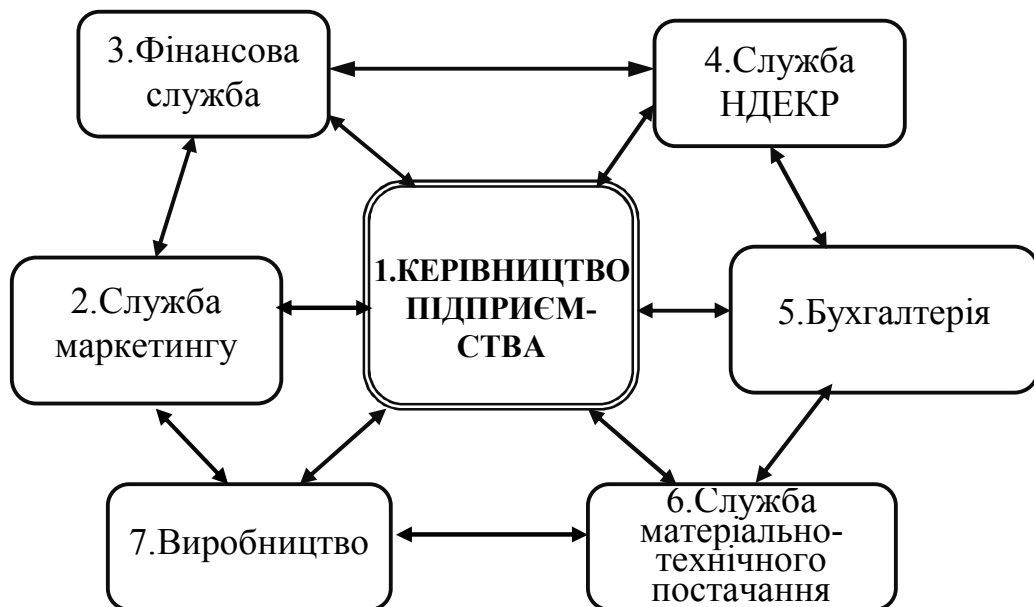 3.Фінансова
служба
4.Служба
НДЕКР
1.КЕРІВНИЦТВО
ПІДПРИЄМ-
СТВА
2.Служба
маркетингу
5.Бухгалтерія
7.Виробництво
6.Служба
матеріально-
технічного
постачання